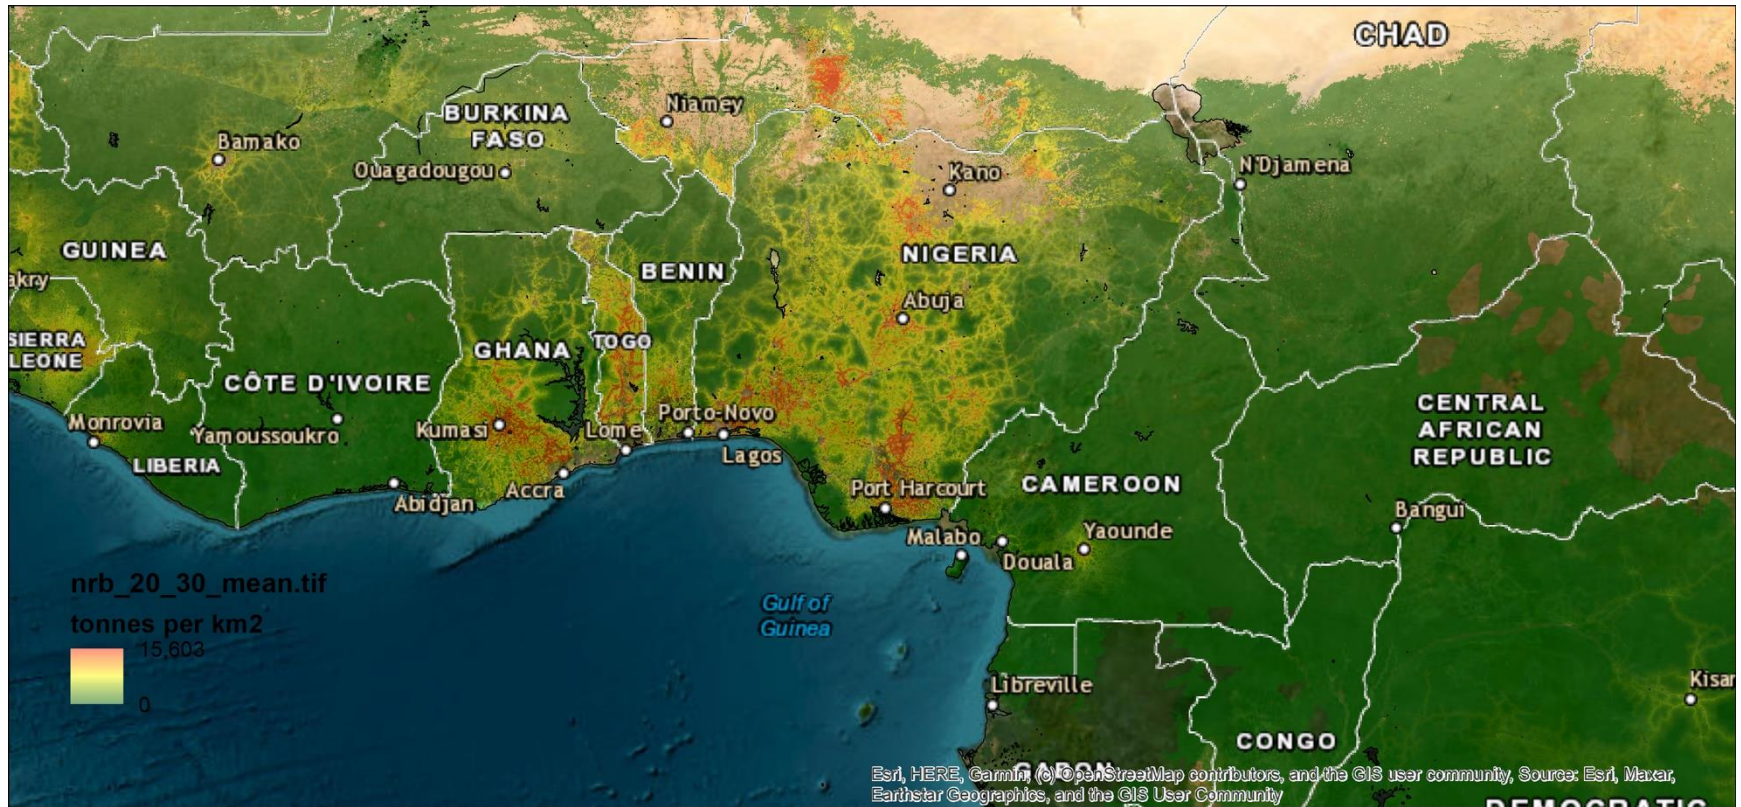 CHAD
Niamey
BURKINA
FASO
Bamako
Ouagadougou
Kano
N'Djamena
GUINEA
NIGERIA
BENIN
akry
Abuja
SIERRA
LEONE
TOGO
GHANA
CÔTE D'IVOIRE
CENTRAL
AFRICAN
REPUBLIC
Monrovia
Yamoussoukro
Kumasi
Lome
Porto-Novo
Lagos
LIBERIA
Abidjan
Accra
Port Harcourt
CAMEROON
Bangui
Malabo
Douala
Yaounde
nrb_20_30_mean.tif
tonnes per km2
15,603
0
Gulf of
Guinea
Libreville
Kisan
CONGO
GABON
Esri, HERE, Garmin, (c) OpenStreetMap contributors, and the GIS user community, Source: Esri, Maxar,
Earthstar Geographics, and the GIS User Community
DEMOCRATIC